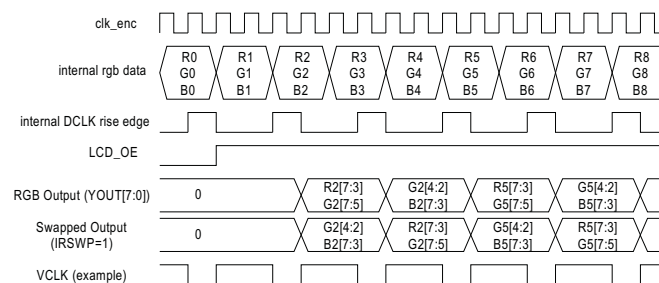 clk_enc
internal rgb data
R0 R1 R2 R3 R4 R5 R6 R7 R8
G0 G1 G2 G3 G4 G5 G6 G7 G8
B0 B1 B2 B3 B4 B5 B6 B7 B8
internal DCLK rise edge
LCD_OE
RGB Output (YOUT[7:0])
0
R2[7:3] G2[4:2] R5[7:3] G5[4:2]
G2[7:5] B2[7:3] G5[7:5] B5[7:3]
Swapped Output
(IRSWP=1)
0
G2[4:2] R2[7:3] G5[4:2] R5[7:3]
B2[7:3] G2[7:5] B5[7:3] G5[7:5]
VCLK (example)